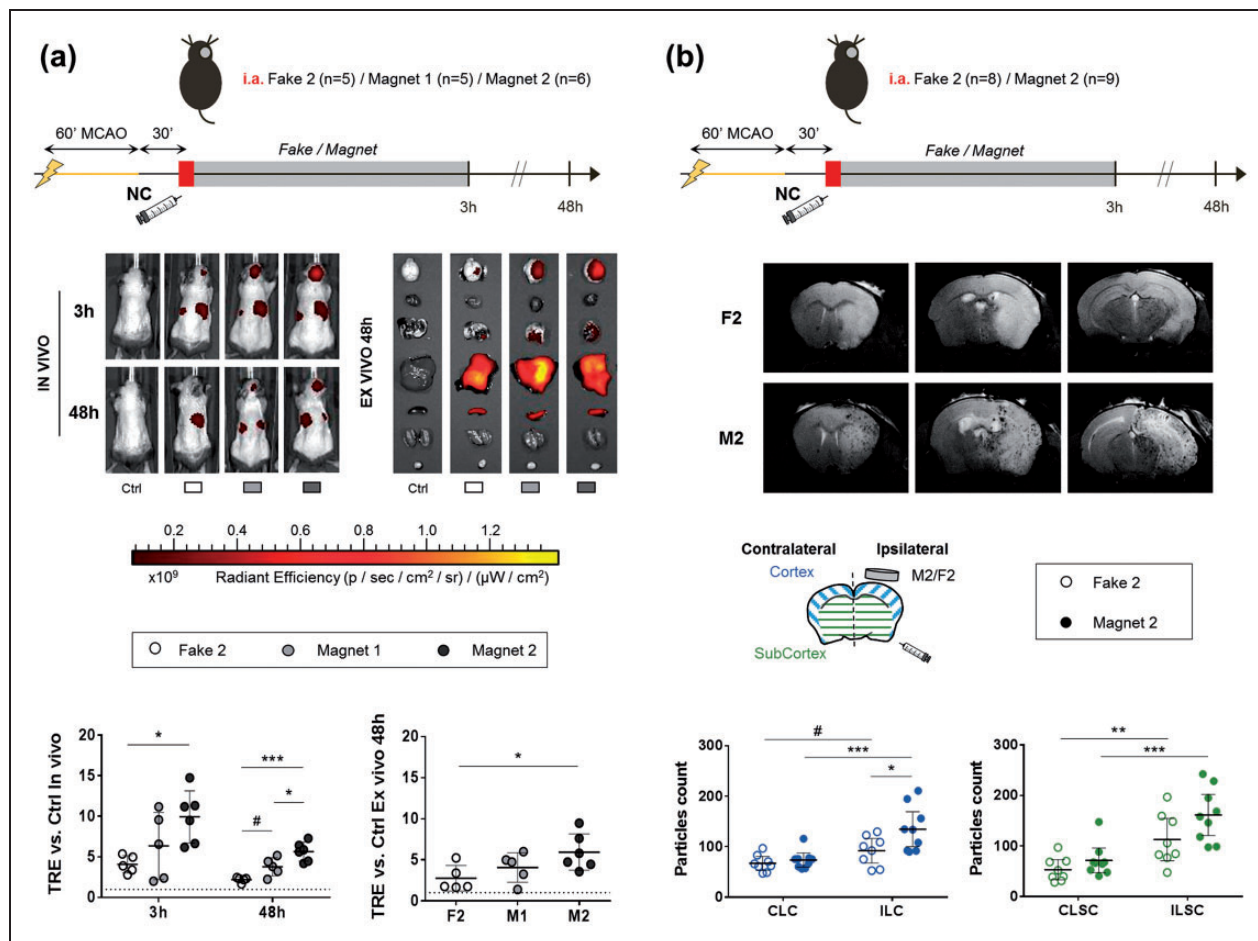 (a)
i.a. Fake 2 (n=5) / Magnet 1 (n=5) / Magnet 2 (n=6)
60' MCAO 30'
Fake / Magnet
NC
3h
48h
IN VIVO
3h
48h
Ctrl
EX VIVO 48h
Ctrl
0.2 0.4 0.6 0.8 1.0 1.2
x10⁹ Radiant Efficiency (p / sec / cm² / sr) / (µW / cm²)
Fake 2 Magnet 1 Magnet 2
TRE vs. Ctrl In vivo
20
15
10
5
0
*
***
*
#
3h 48h
TRE vs. Ctrl Ex vivo 48h
20
15
10
5
0
*
F2 M1 M2
(b)
i.a. Fake 2 (n=8) / Magnet 2 (n=9)
60' MCAO 30'
Fake / Magnet
NC
3h
48h
F2
M2
Contralateral Ipsilateral
Cortex
M2/F2
SubCortex
Fake 2
Magnet 2
Particles count
300
200
100
0
#
***
*
CLC ILC
Particles count
300
200
100
0
**
***
CLSC ILSC